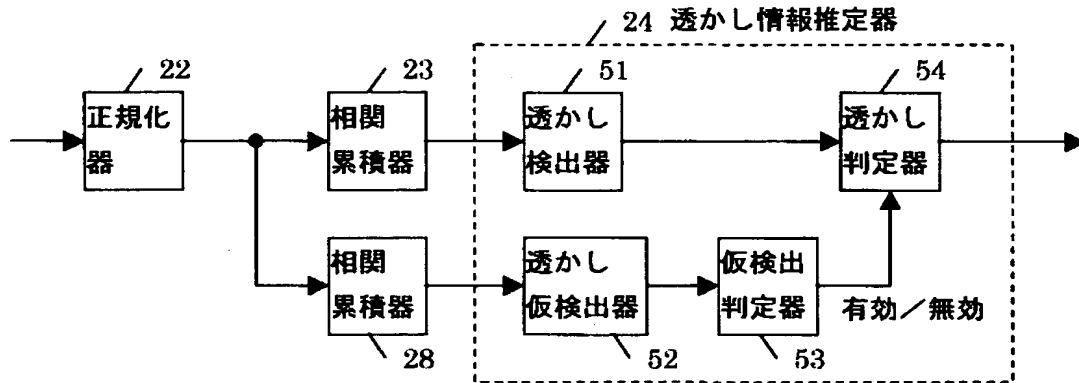 24 透かし情報推定器
22
23
51
54
正規化
器
相関
累積器
透かし
検出器
透かし
判定器
相関
累積器
透かし
仮検出器
仮検出
判定器
有効／無効
28
52
53